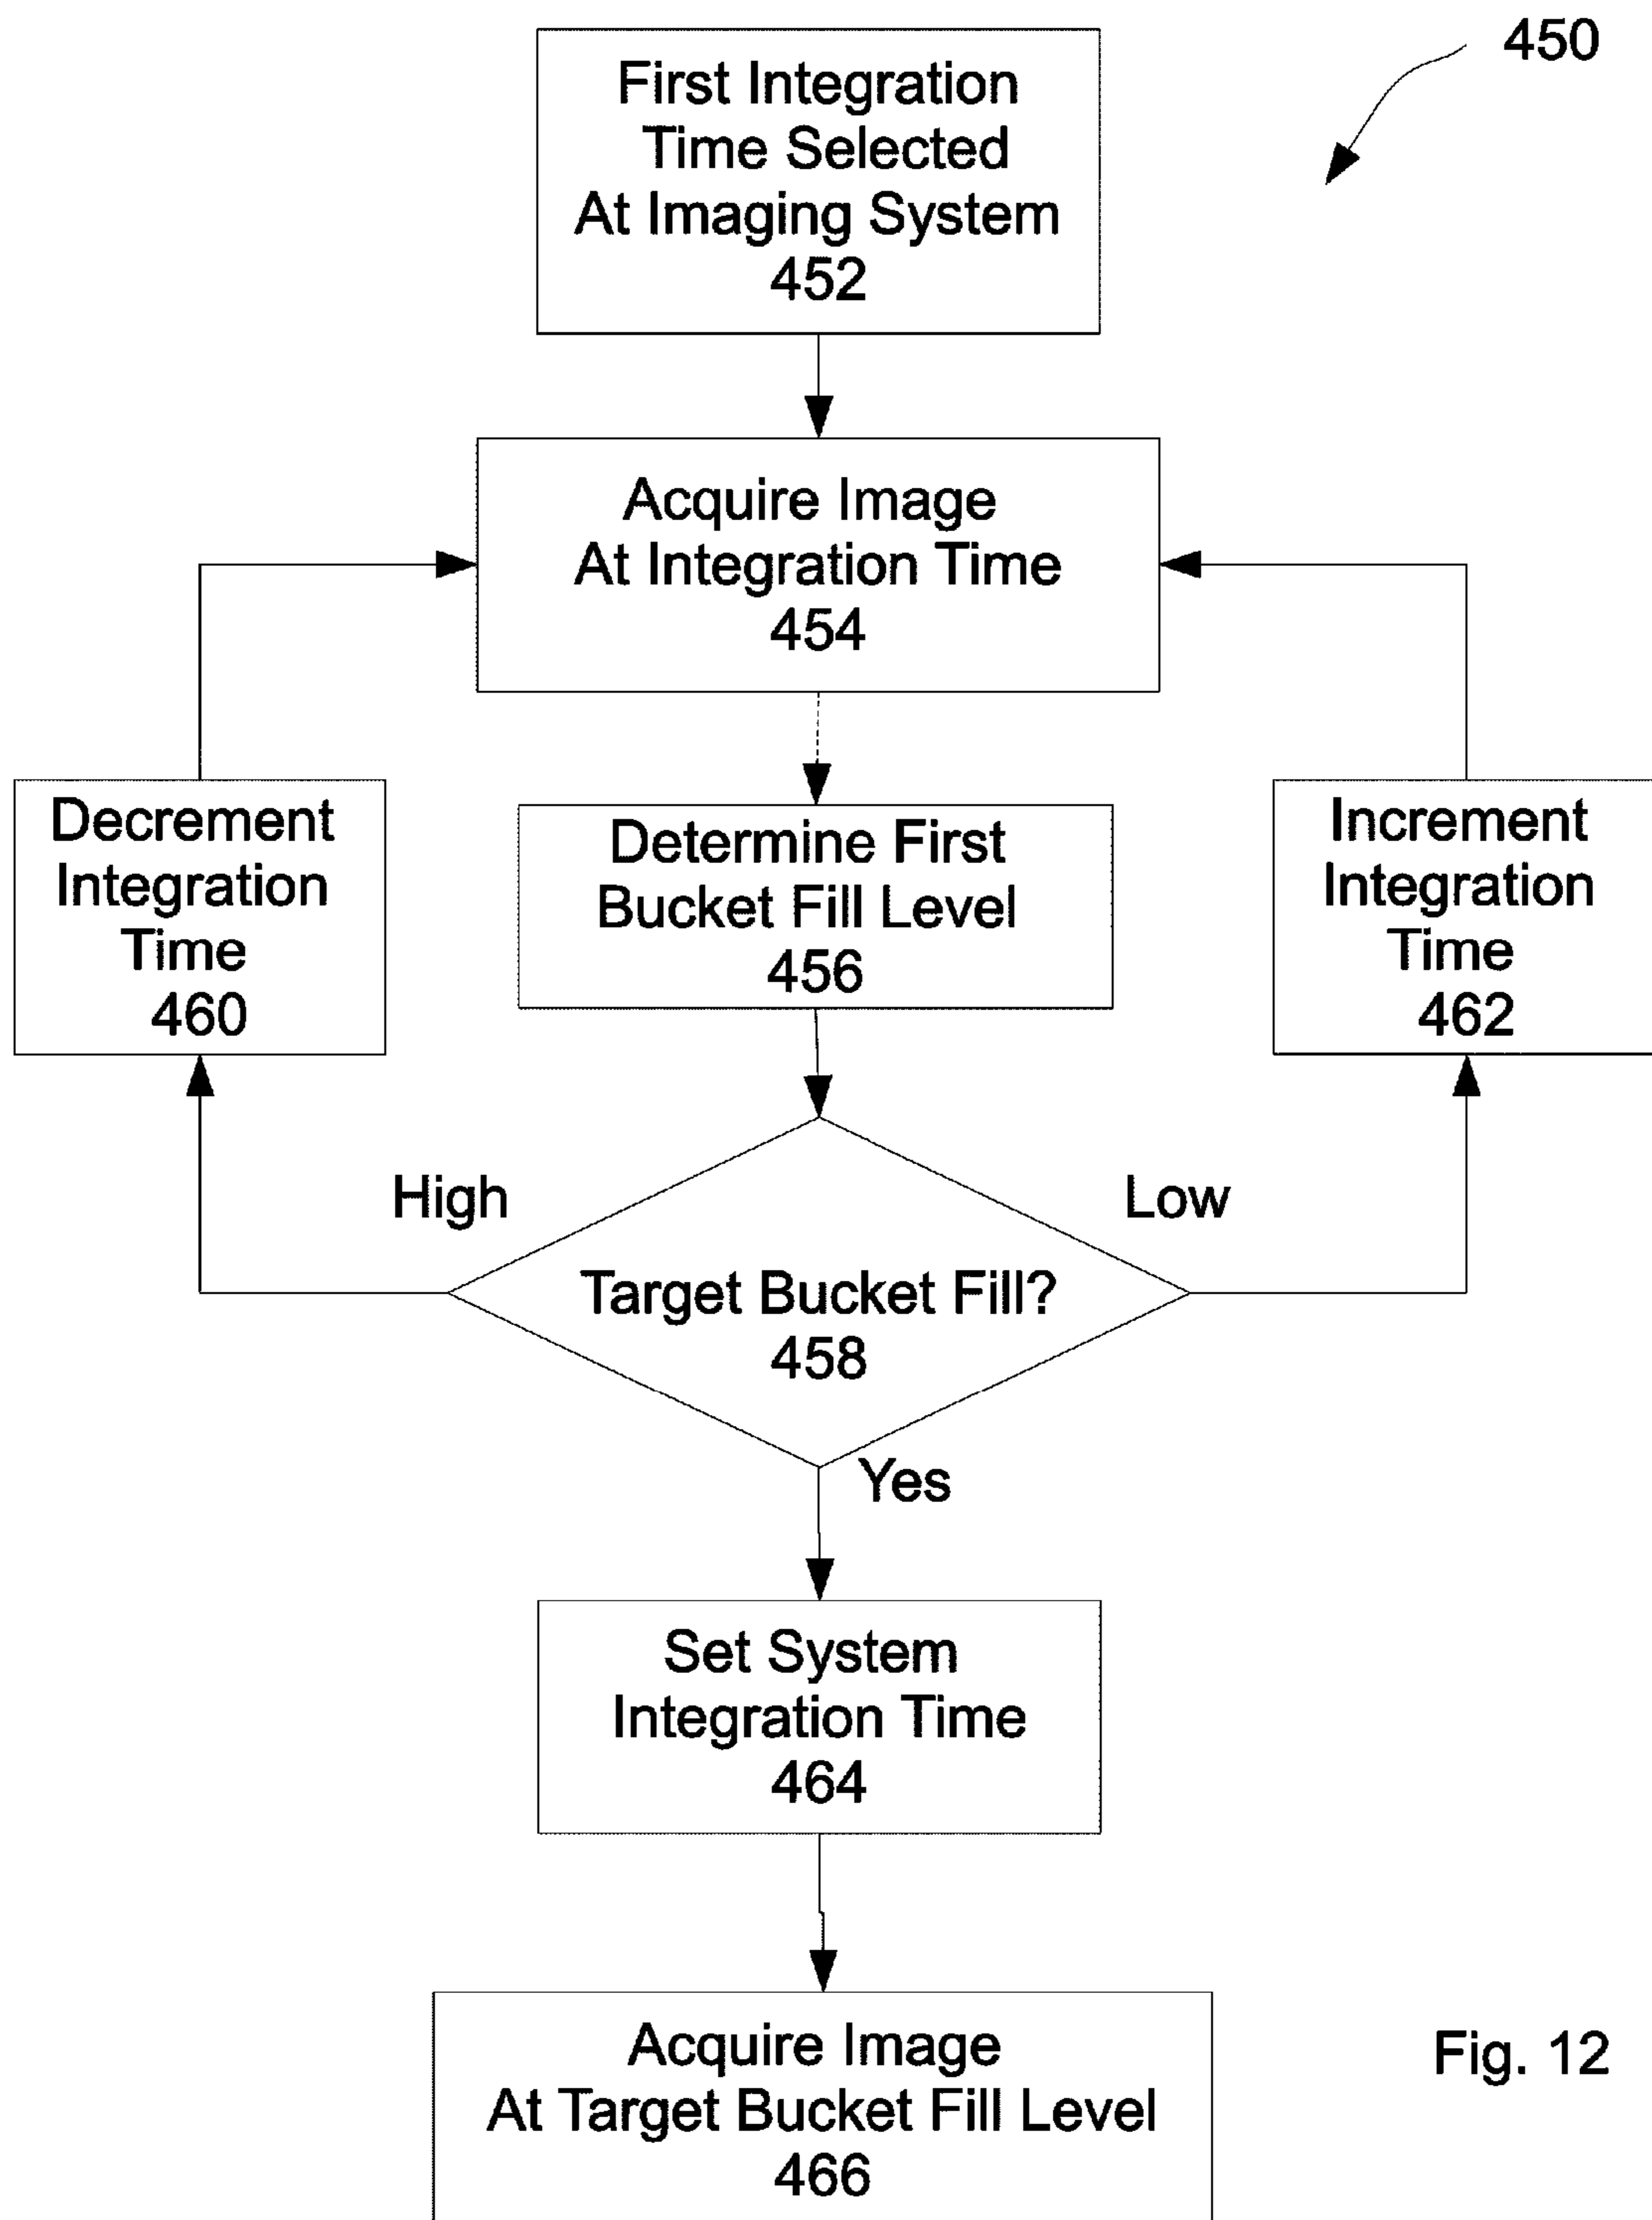 450
First Integration
Time Selected
At Imaging System
452
Acquire Image
At Integration Time
454
Decrement
Integration
Time
460
Determine First
Bucket Fill Level
456
Increment
Integration
Time
462
High
Low
Target Bucket Fill?
458
Yes
Set System
Integration Time
464
Acquire Image
At Target Bucket Fill Level
466
Fig. 12